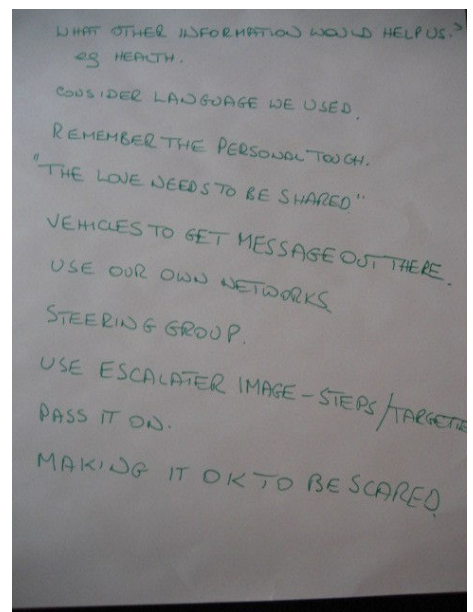 WHAT OTHER INFORMATION WOULD HELP US?
eg HEALTH.
CONSIDER LANGUAGE WE USED.
REMEMBER THE PERSONAL TOUCH.
"THE LOVE NEEDS TO BE SHARED"
VEHICLES TO GET MESSAGE OUT THERE.
USE OUR OWN NETWORKS
STEERING GROUP.
USE ESCALATER IMAGE - STEPS/TARGETE
PASS IT ON.
MAKING IT OK TO BE SCARED.